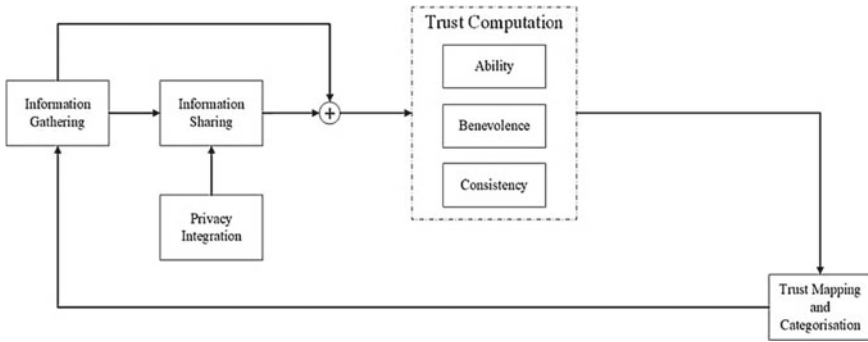 Trust Computation
Ability
Information
Gathering
Information
Sharing
+
Benevolence
Consistency
Privacy
Integration
Trust Mapping
and
Categorisation